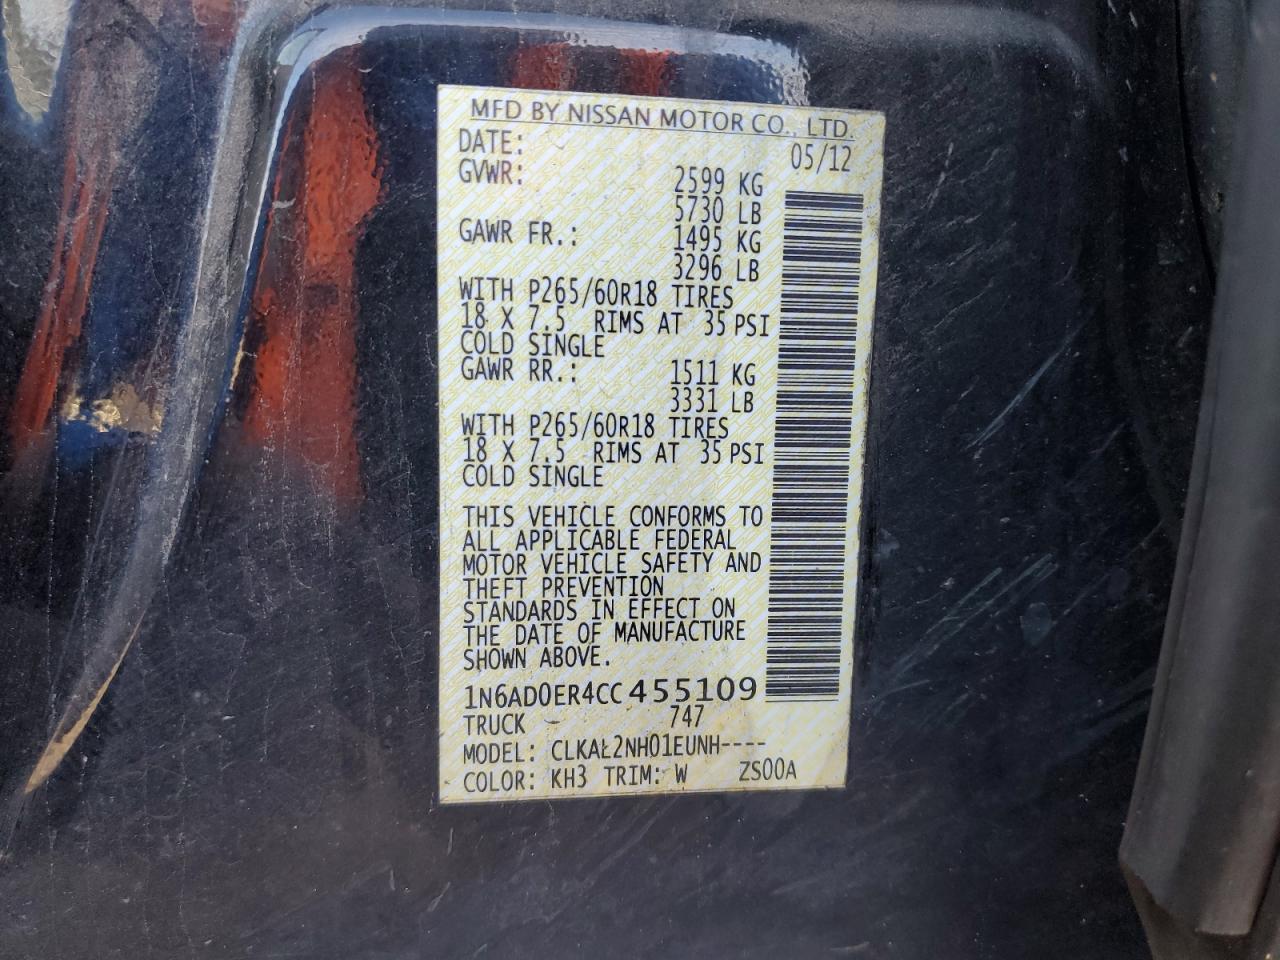 MFD BY NISSAN MOTOR CO., LTD.
DATE: 05/12
GVWR: 2599 KG
5730 LB
GAWR FR.: 1495 KG
3296 LB
WITH P265/60R18 TIRES
18 X 7.5 RIMS AT 35 PSI
COLD SINGLE
GAWR RR.: 1511 KG
3331 LB
WITH P265/60R18 TIRES
18 X 7.5 RIMS AT 35 PSI
COLD SINGLE
THIS VEHICLE CONFORMS TO
ALL APPLICABLE FEDERAL
MOTOR VEHICLE SAFETY AND
THEFT PREVENTION
STANDARDS IN EFFECT ON
THE DATE OF MANUFACTURE
SHOWN ABOVE.
1N6AD0ER4CC455109
TRUCK 747
MODEL: CLKAL2NH01EUNH----
COLOR: KH3 TRIM: W ZS00A